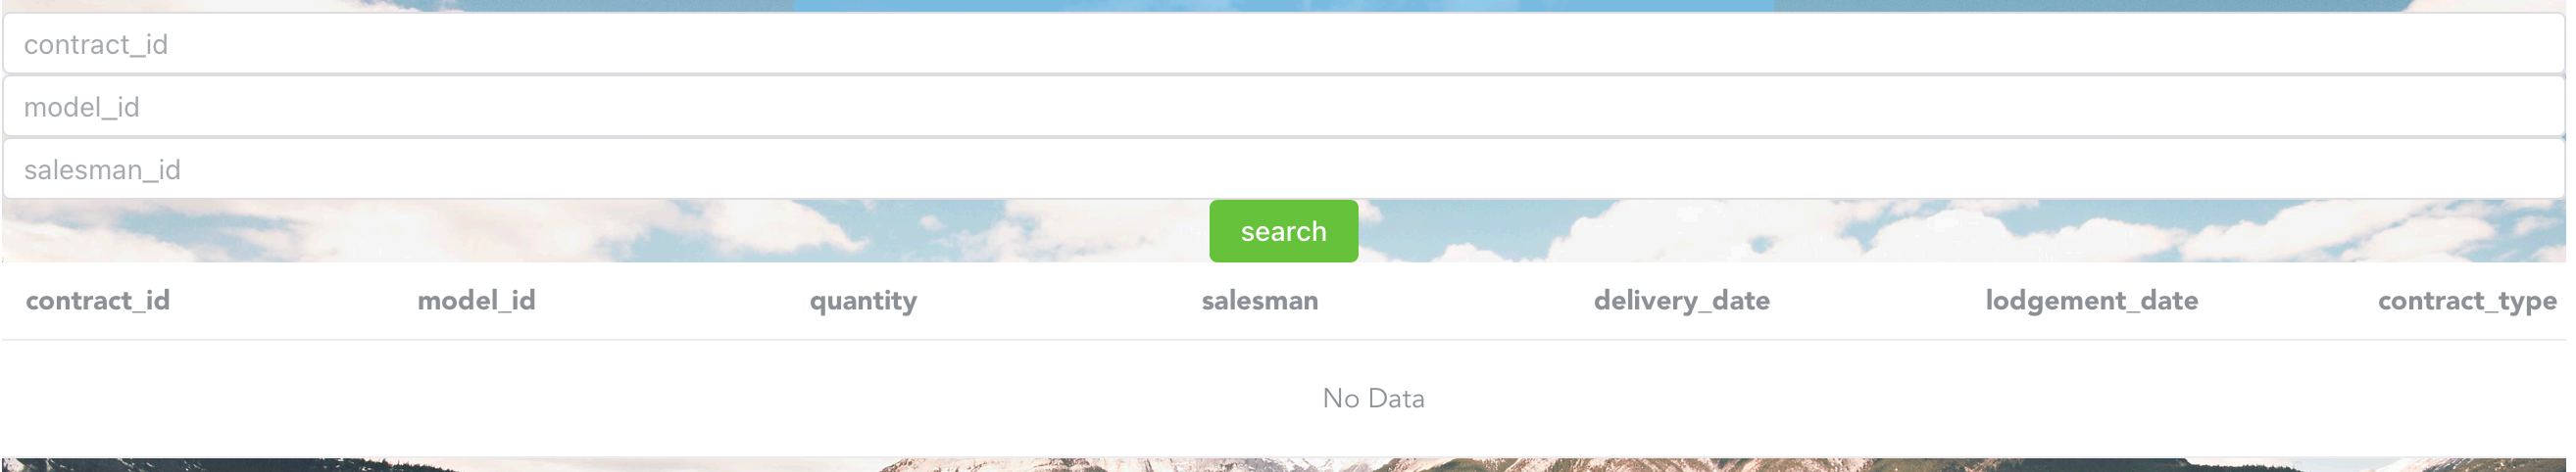 contract_id
model_id
salesman_id
search
contract_id model_id quantity salesman delivery_date lodgement_date contract_type
No Data